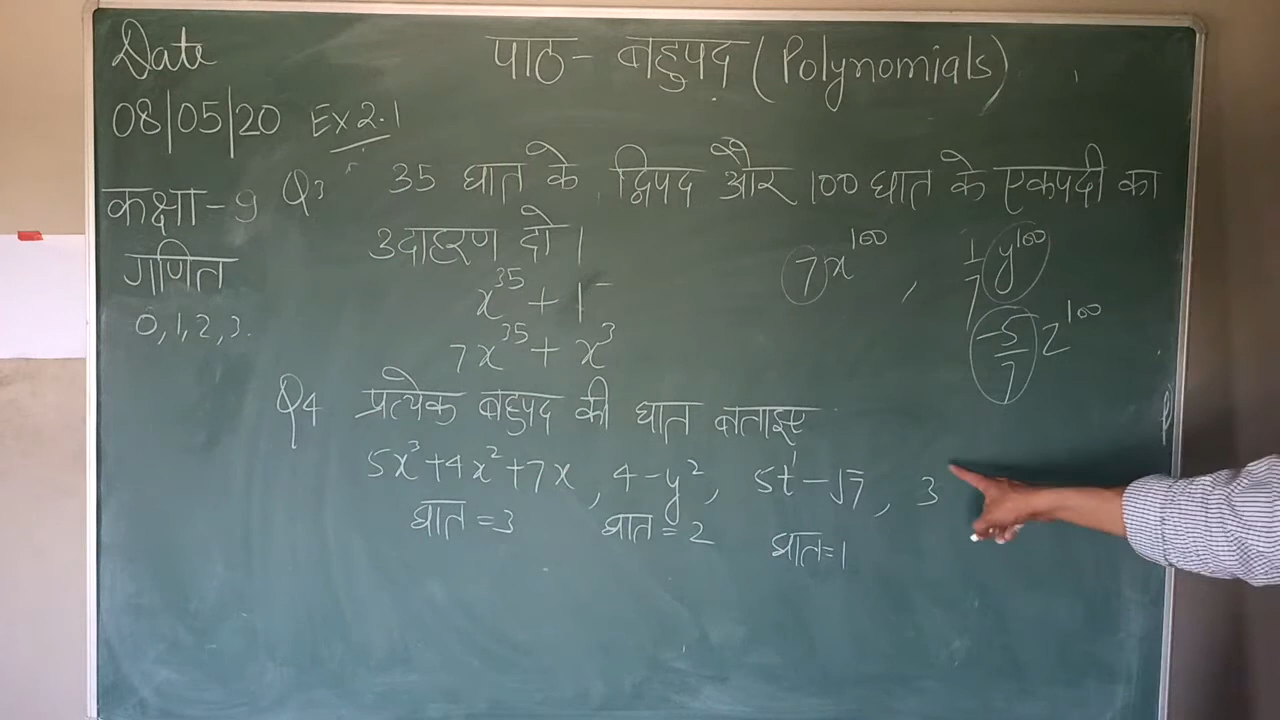 Date
08/05/20
कक्षा-9
गणित
0, 1, 2, 3.
पाठ- बहुपद (Polynomials)
Ex 2.1
Q3 35 घात के द्विपद और 100 घात के एकपदी का
उदाहरण दो।
x³⁵ + 1
7x³⁵ + x³
7x¹⁰⁰, 1/7 y¹⁰⁰
-5/7 z¹⁰⁰
Q4 प्रत्येक बहुपद की घात बताइए
5x³+4x²+7x, 4-y², 5t¹-√7, 3
घात =3 घात = 2 घात=1